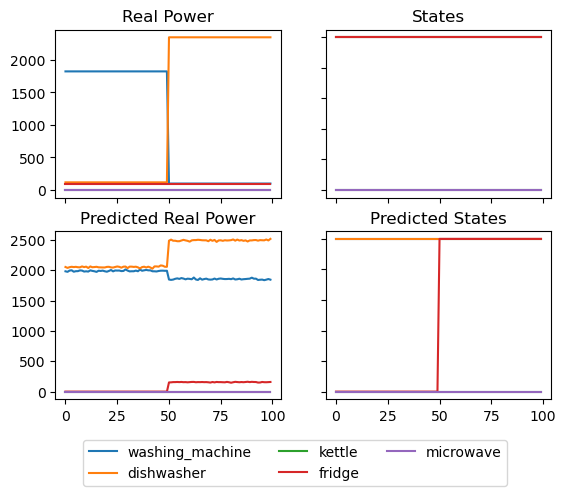 Real Power
States
2000
1500
1000
500
0
Predicted Real Power
Predicted States
2500
2000
1500
1000
500
0
0 25 50 75 100
0 25 50 75 100
washing_machine kettle microwave
dishwasher fridge